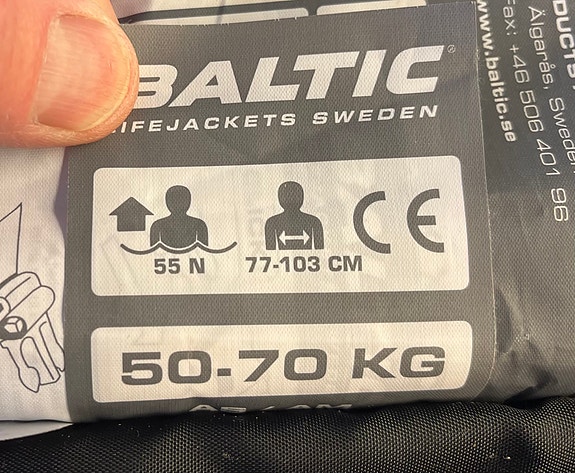 BALTIC®
LIFEJACKETS SWEDEN
55 N
77-103 CM
CE
50-70 KG
Älgarås, Sweden
Fax: +46 506 401 96
www.baltic.se